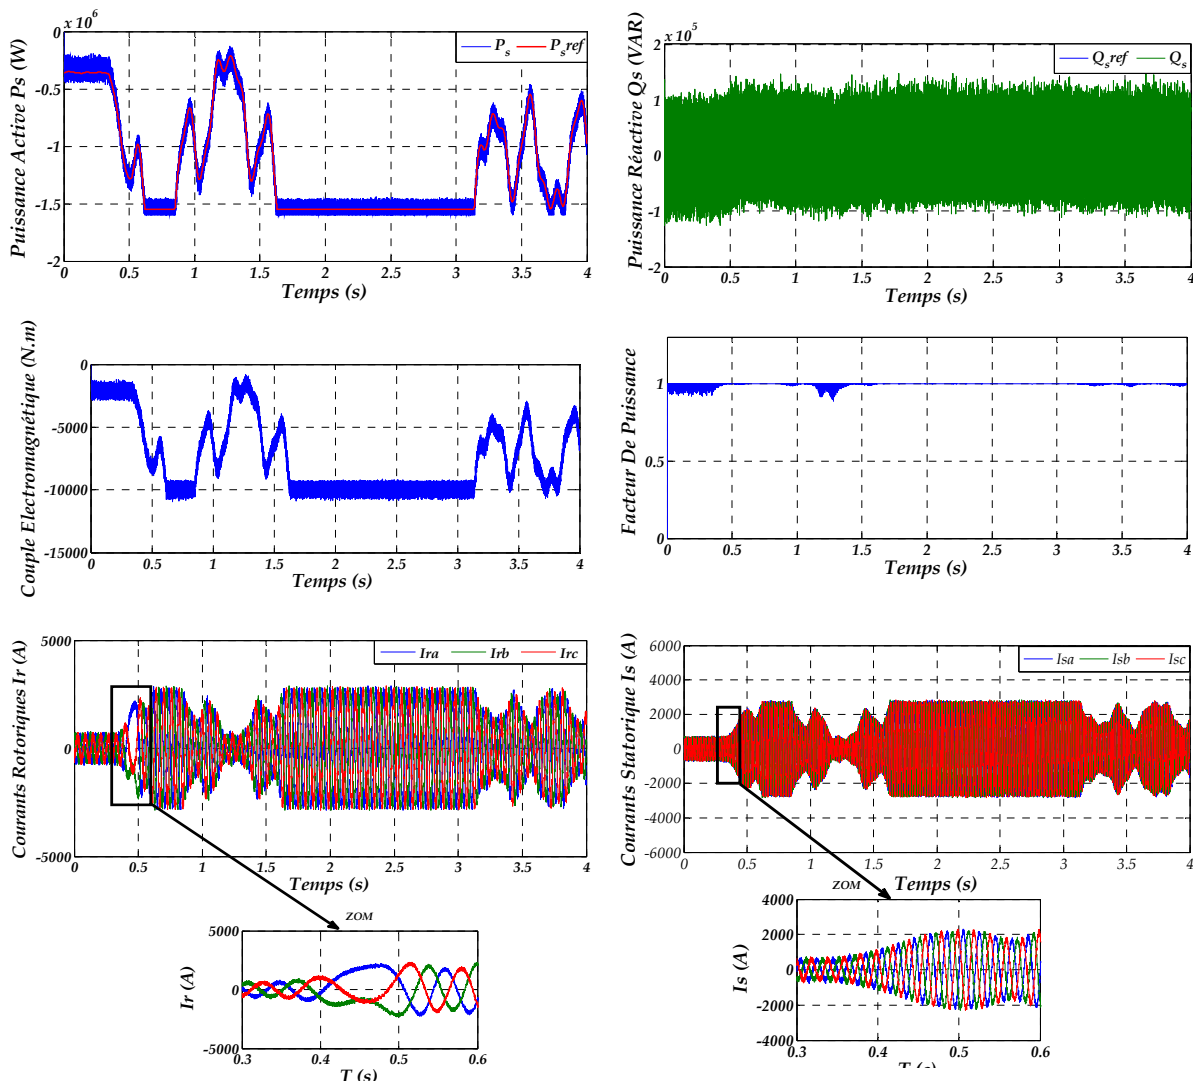 x 10^6
Puissance Active Ps (W)
P_s P_sref
0
-0.5
-1
-1.5
-2
0 0.5 1 1.5 2 2.5 3 3.5 4
Temps (s)
x 10^5
Puissance Réactive Qs (VAR)
Q_sref Q_s
2
1
0
-1
-2
0 0.5 1 1.5 2 2.5 3 3.5 4
Temps (s)
Couple Electromagnétique (N.m)
0
-5000
-10000
-15000
0 0.5 1 1.5 2 2.5 3 3.5 4
Temps (s)
Facteur De Puissance
1
0.5
0
0 0.5 1 1.5 2 2.5 3 3.5 4
Temps (s)
Courants Rotoriques Ir (A)
Ira Irb Irc
5000
0
-5000
0 0.5 1 1.5 2 2.5 3 3.5 4
Temps (s)
Courants Statorique Is (A)
Isa Isb Isc
6000
4000
2000
0
-2000
-4000
-6000
0 0.5 1 1.5 2 2.5 3 3.5 4
Temps (s)
ZOM
Ir (A)
5000
0
-5000
0.3 0.4 0.5 0.6
T (s)
ZOM
Is (A)
4000
2000
0
-2000
-4000
0.3 0.4 0.5 0.6
T (s)